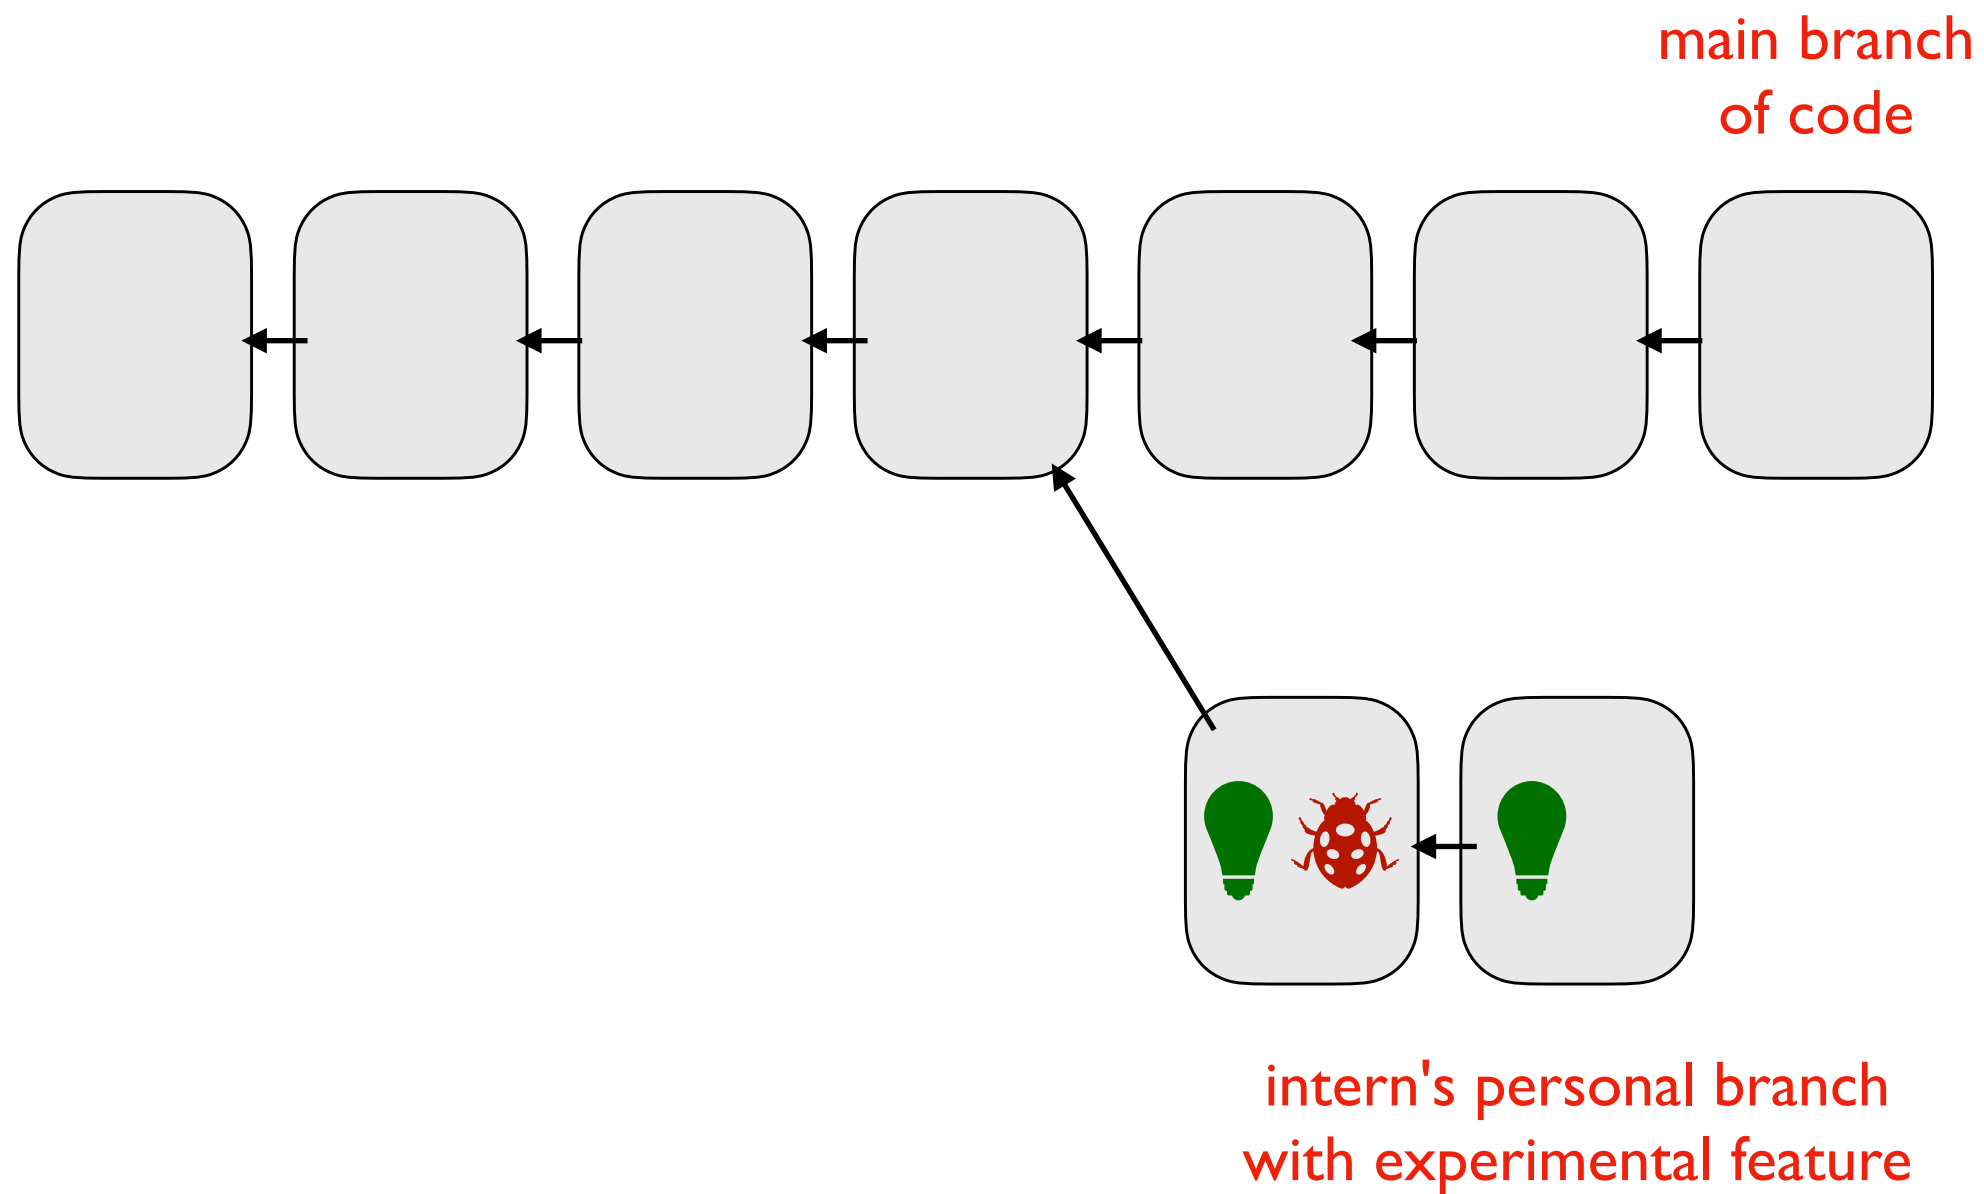 main branch
of code
intern's personal branch
with experimental feature